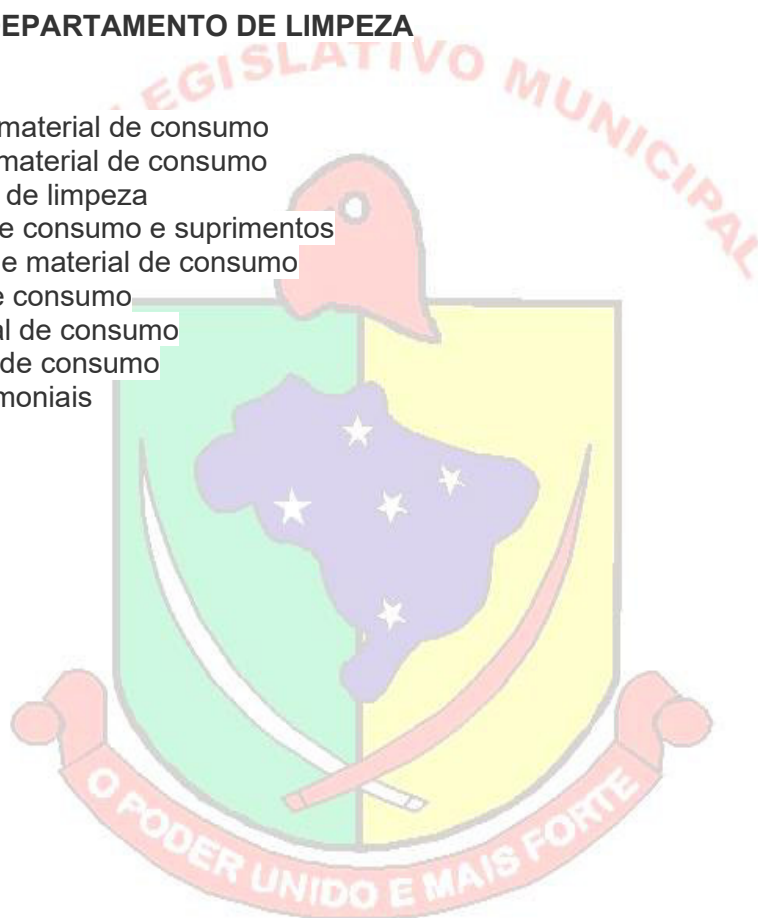 EPARTAMENTO DE LIMPEZA
EGISLATIVO MUNICIPAL
material de consumo
material de consumo
de limpeza
e consumo e suprimentos
e material de consumo
e consumo
al de consumo
de consumo
moniais
O PODER UNIDO E MAIS FORTE